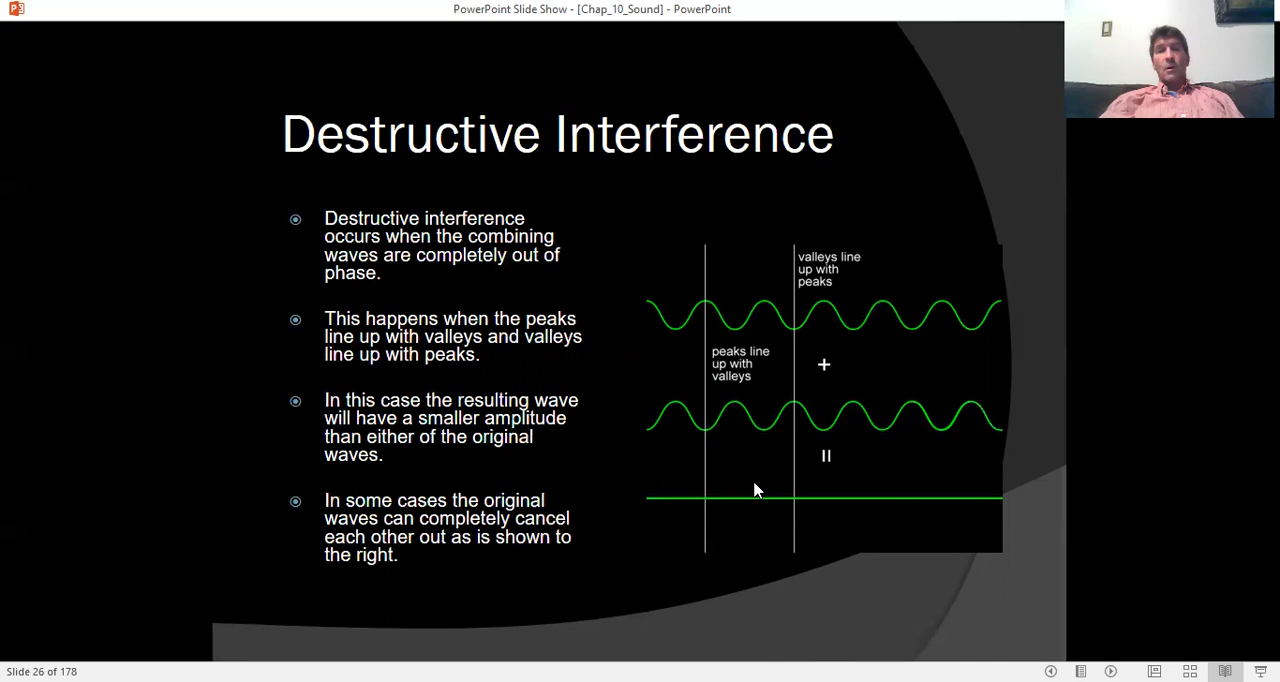 PowerPoint Slide Show - [Chap_10_Sound] - PowerPoint
Destructive Interference
Destructive interference
occurs when the combining
waves are completely out of
phase.
This happens when the peaks
line up with valleys and valleys
line up with peaks.
In this case the resulting wave
will have a smaller amplitude
than either of the original
waves.
In some cases the original
waves can completely cancel
each other out as is shown to
the right.
valleys line
up with
peaks
peaks line
up with
valleys
+
=
Slide 26 of 178